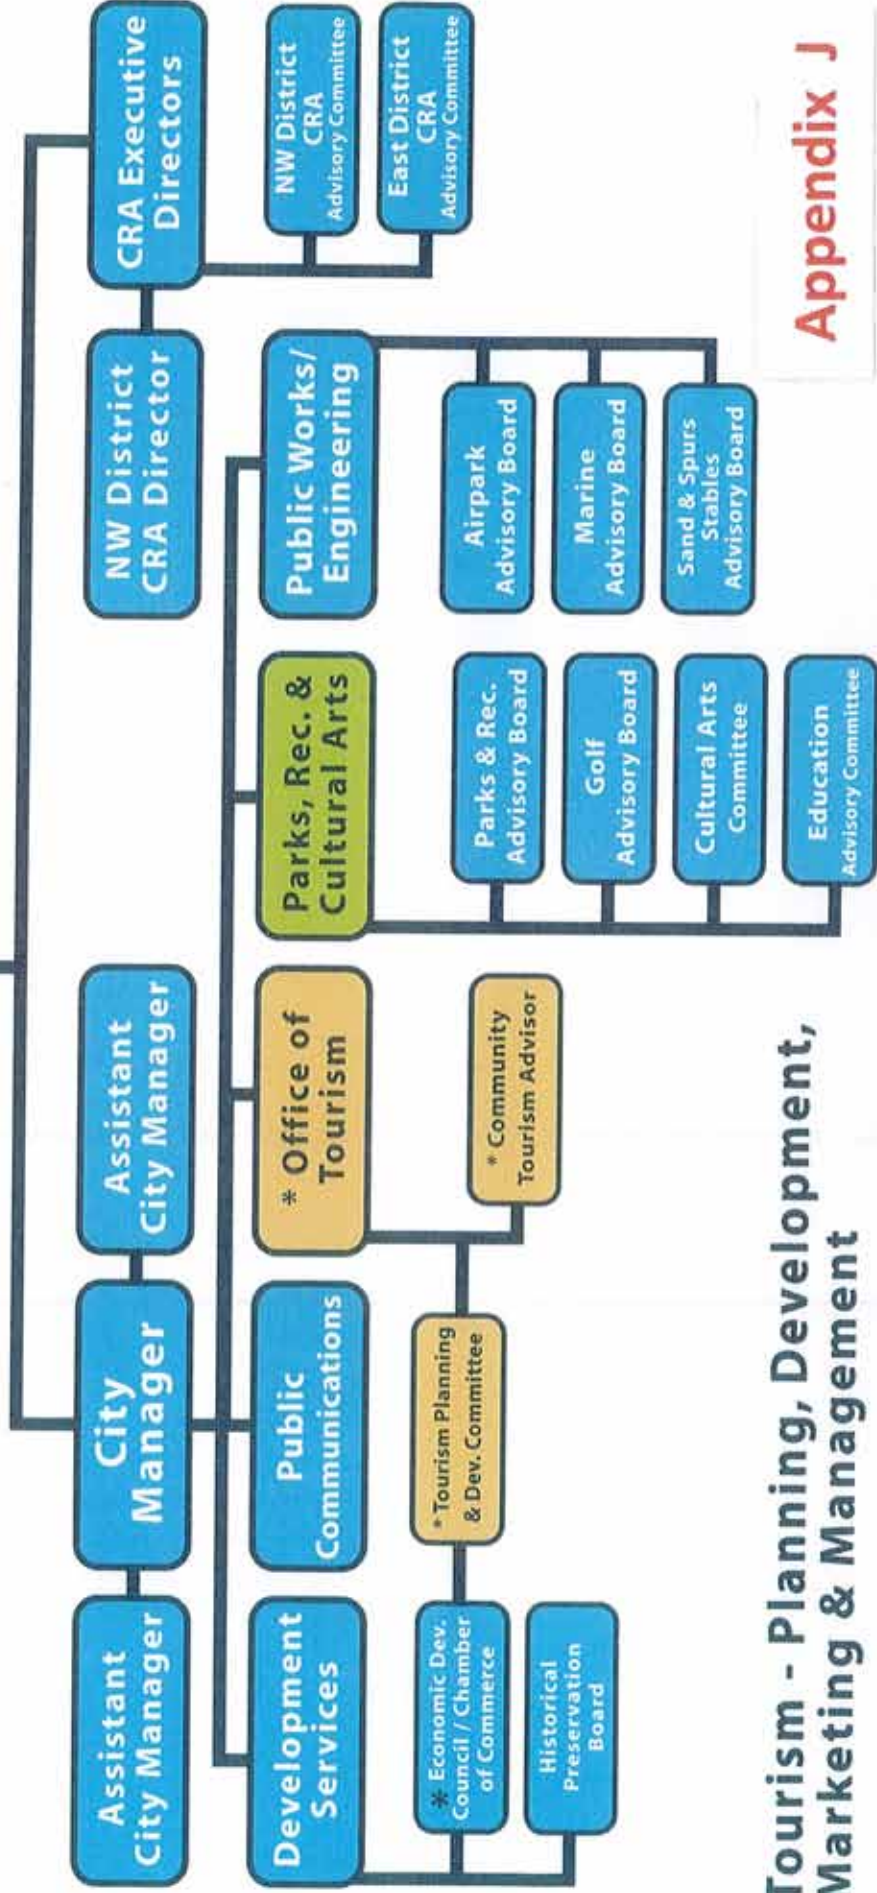 Assistant
City Manager
City
Manager
Assistant
City Manager
NW District
CRA Director
CRA Executive
Directors
NW District
CRA
Advisory Committee
East District
CRA
Advisory Committee
Development
Services
Public
Communications
* Office of
Tourism
Parks, Rec. &
Cultural Arts
Public Works/
Engineering
* Economic Dev.
Council / Chamber
of Commerce
Historical
Preservation
Board
* Tourism Planning
& Dev. Committee
* Community
Tourism Advisor
Parks & Rec.
Advisory Board
Golf
Advisory Board
Cultural Arts
Committee
Education
Advisory Committee
Airpark
Advisory Board
Marine
Advisory Board
Sand & Spurs
Stables
Advisory Board
Tourism - Planning, Development,
Marketing & Management
Appendix J